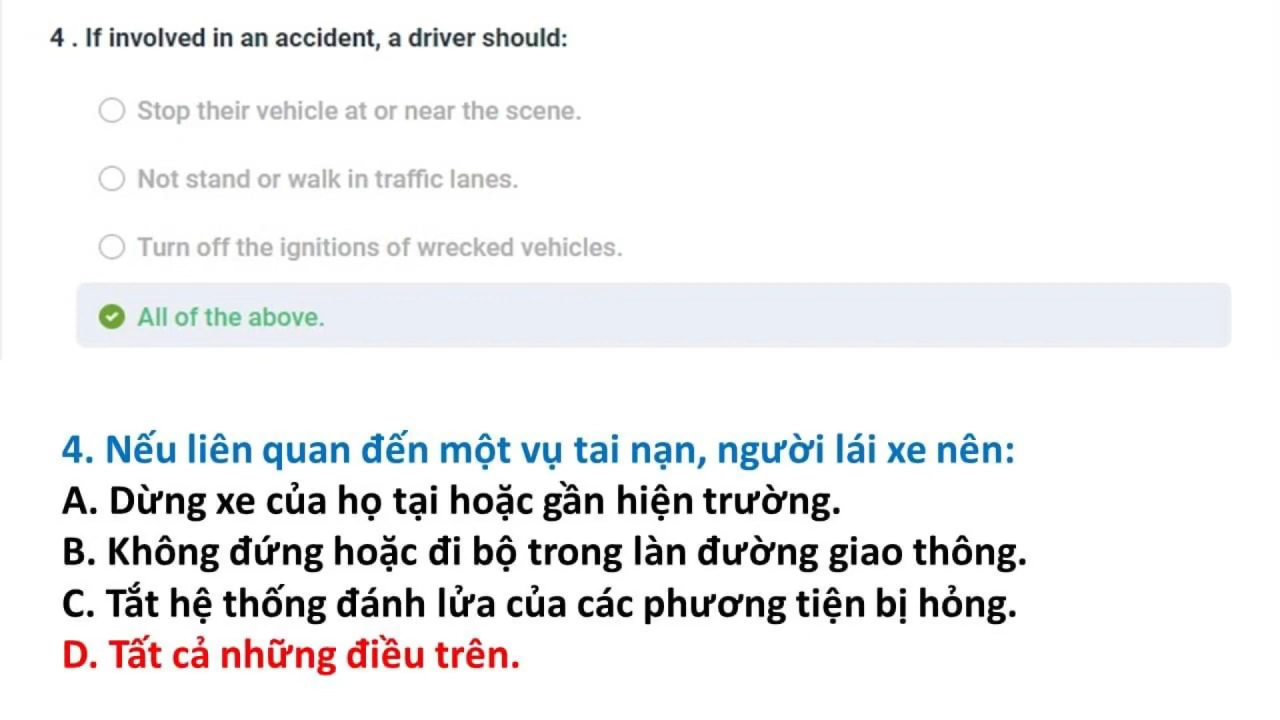 4 . If involved in an accident, a driver should:
Stop their vehicle at or near the scene.
Not stand or walk in traffic lanes.
Turn off the ignitions of wrecked vehicles.
All of the above.
4. Nếu liên quan đến một vụ tai nạn, người lái xe nên:
A. Dừng xe của họ tại hoặc gần hiện trường.
B. Không đứng hoặc đi bộ trong làn đường giao thông.
C. Tắt hệ thống đánh lửa của các phương tiện bị hỏng.
D. Tất cả những điều trên.